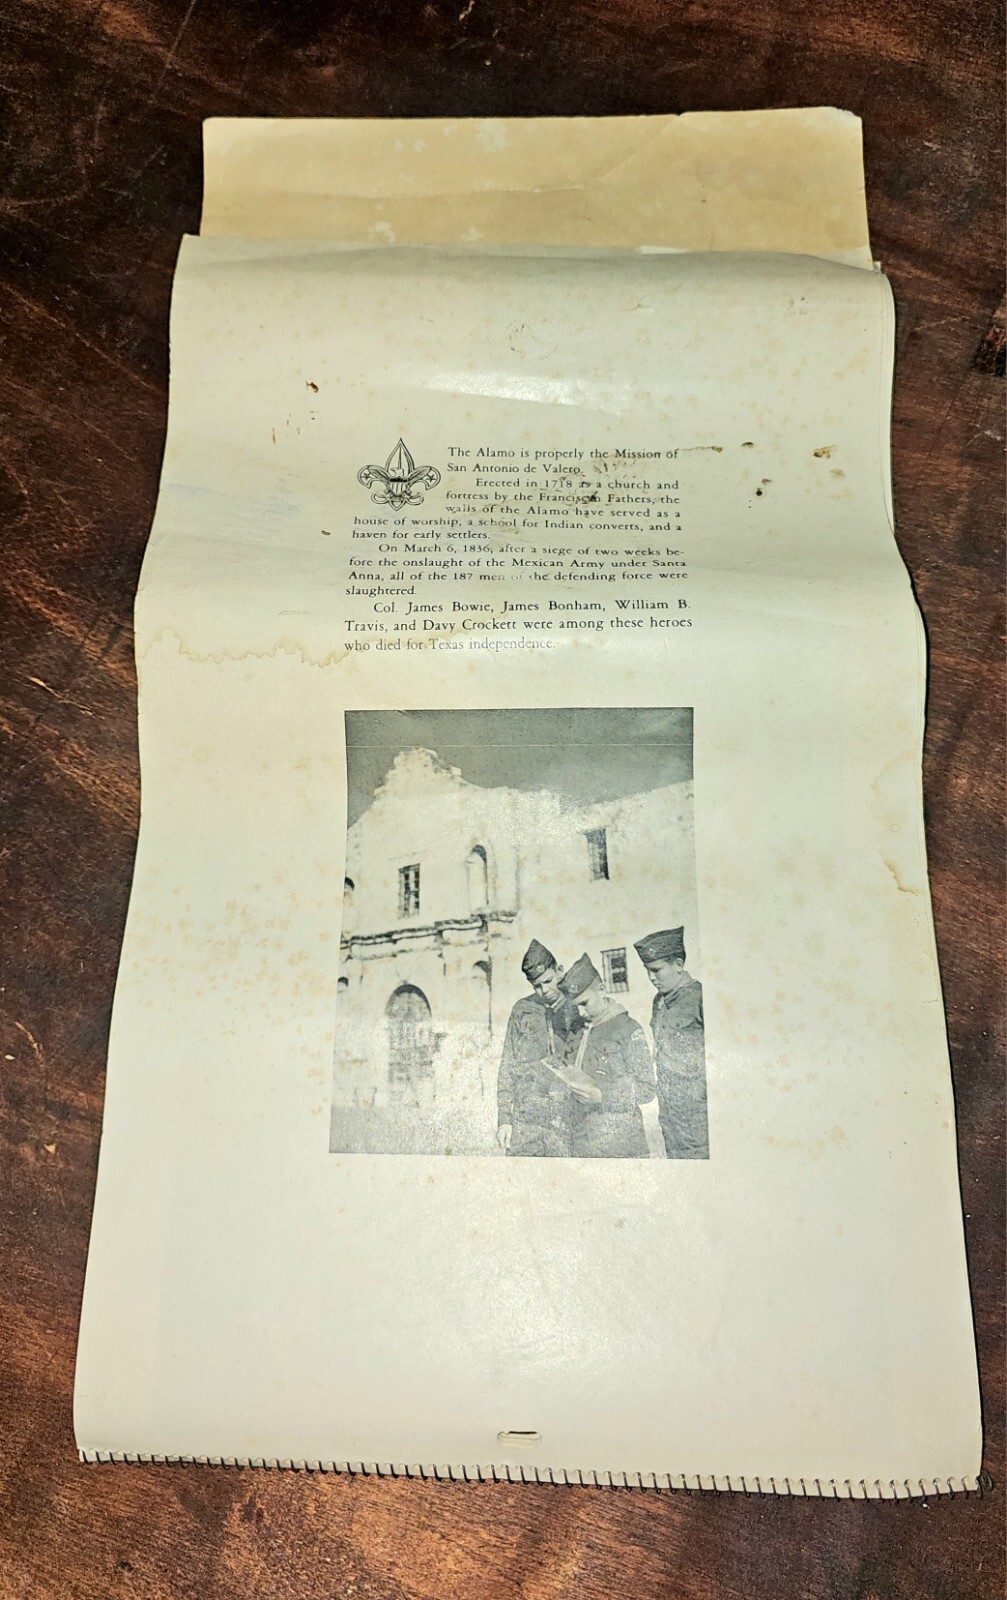 The Alamo is properly the Mission of
San Antonio de Valero.
Erected in 1718 as a church and
fortress by the Franciscan Fathers, the
walls of the Alamo have served as a
house of worship, a school for Indian converts, and a
haven for early settlers.
On March 6, 1836, after a siege of two weeks be-
fore the onslaught of the Mexican Army under Santa
Anna, all of the 187 men of the defending force were
slaughtered.
Col. James Bowie, James Bonham, William B.
Travis, and Davy Crockett were among these heroes
who died for Texas independence.